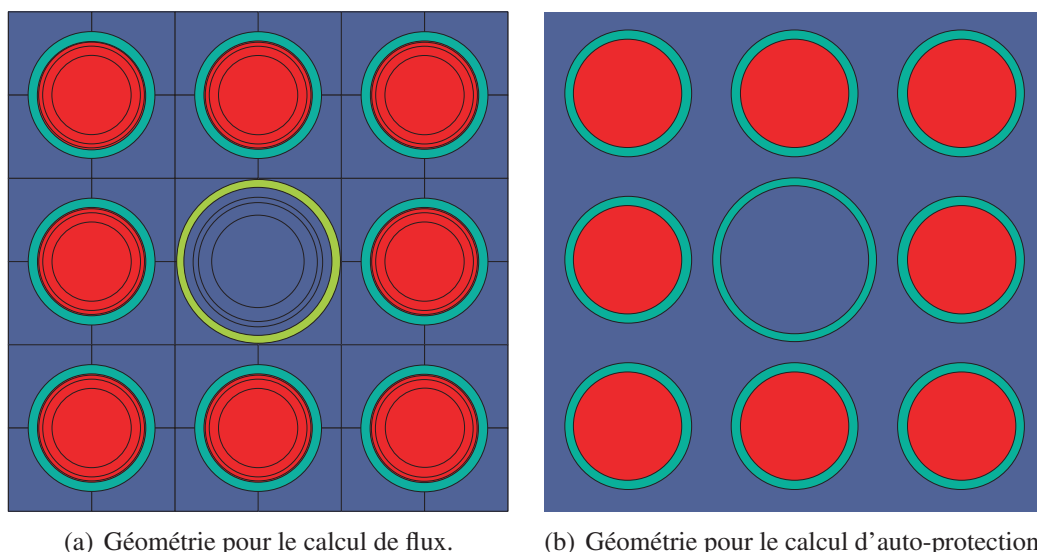 (a) Géométrie pour le calcul de flux.
(b) Géométrie pour le calcul d'auto-protection